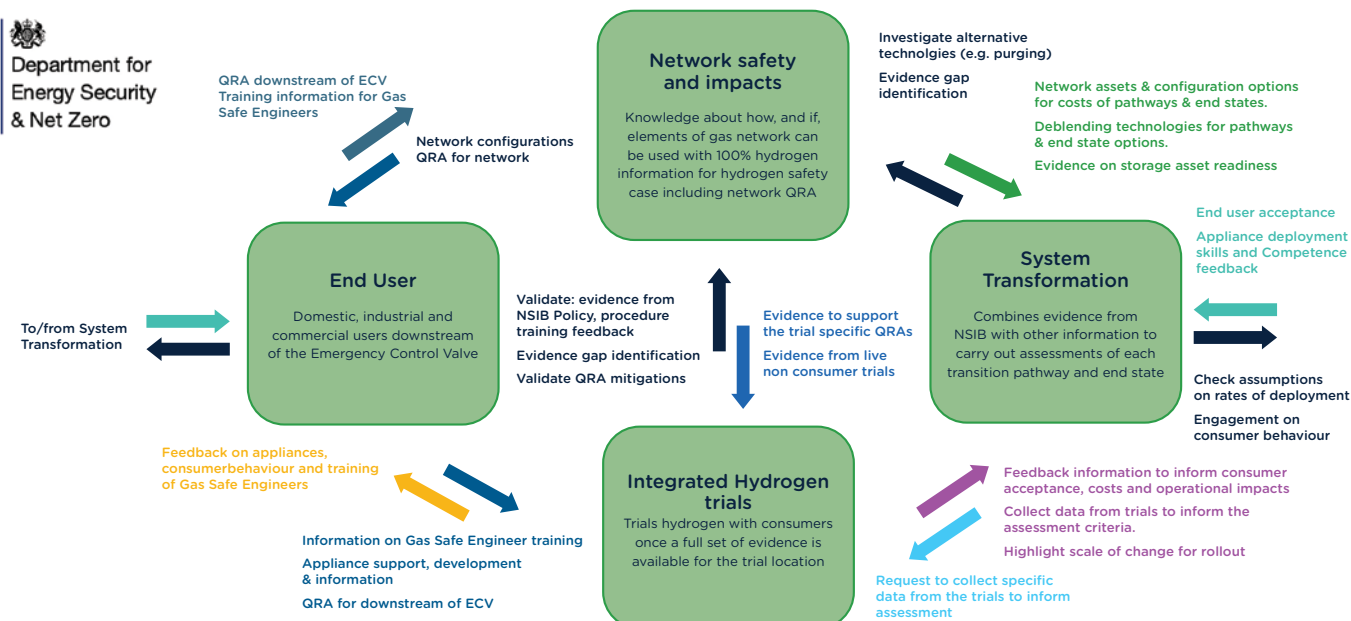 Department for
Energy Security
& Net Zero
QRA downstream of ECV
Training information for Gas
Safe Engineers
Network configurations
QRA for network
Network safety
and impacts
Knowledge about how, and if,
elements of gas network can
be used with 100% hydrogen
information for hydrogen safety
case including network QRA
Investigate alternative
technolgies (e.g. purging)
Evidence gap
identification
Network assets & configuration options
for costs of pathways & end states.
Deblending technologies for pathways
& end state options.
Evidence on storage asset readiness
To/from System
Transformation
End User
Domestic, industrial and
commercial users downstream
of the Emergency Control Valve
Validate: evidence from
NSIB Policy, procedure
training feedback
Evidence gap identification
Validate QRA mitigations
Evidence to support
the trial specific QRAs
Evidence from live
non consumer trials
System
Transformation
Combines evidence from
NSIB with other information to
carry out assessments of each
transition pathway and end state
End user acceptance
Appliance deployment
skills and Competence
feedback
Check assumptions
on rates of deployment
Engagement on
consumer behaviour
Feedback on appliances,
consumerbehaviour and training
of Gas Safe Engineers
Information on Gas Safe Engineer training
Appliance support, development
& information
QRA for downstream of ECV
Integrated Hydrogen
trials
Trials hydrogen with consumers
once a full set of evidence is
available for the trial location
Feedback information to inform consumer
acceptance, costs and operational impacts
Collect data from trials to inform the
assessment criteria.
Highlight scale of change for rollout
Request to collect specific
data from the trials to inform
assessment